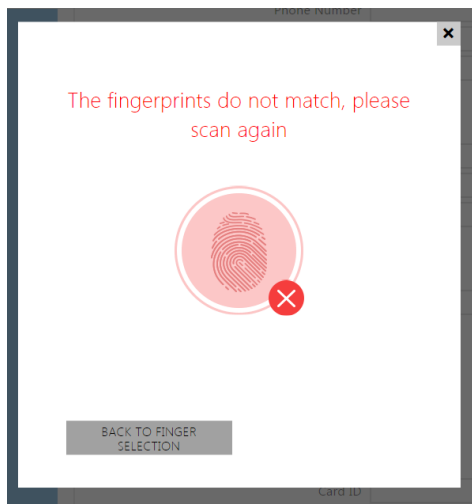 Phone Number
The fingerprints do not match, please
scan again
BACK TO FINGER
SELECTION
Card ID